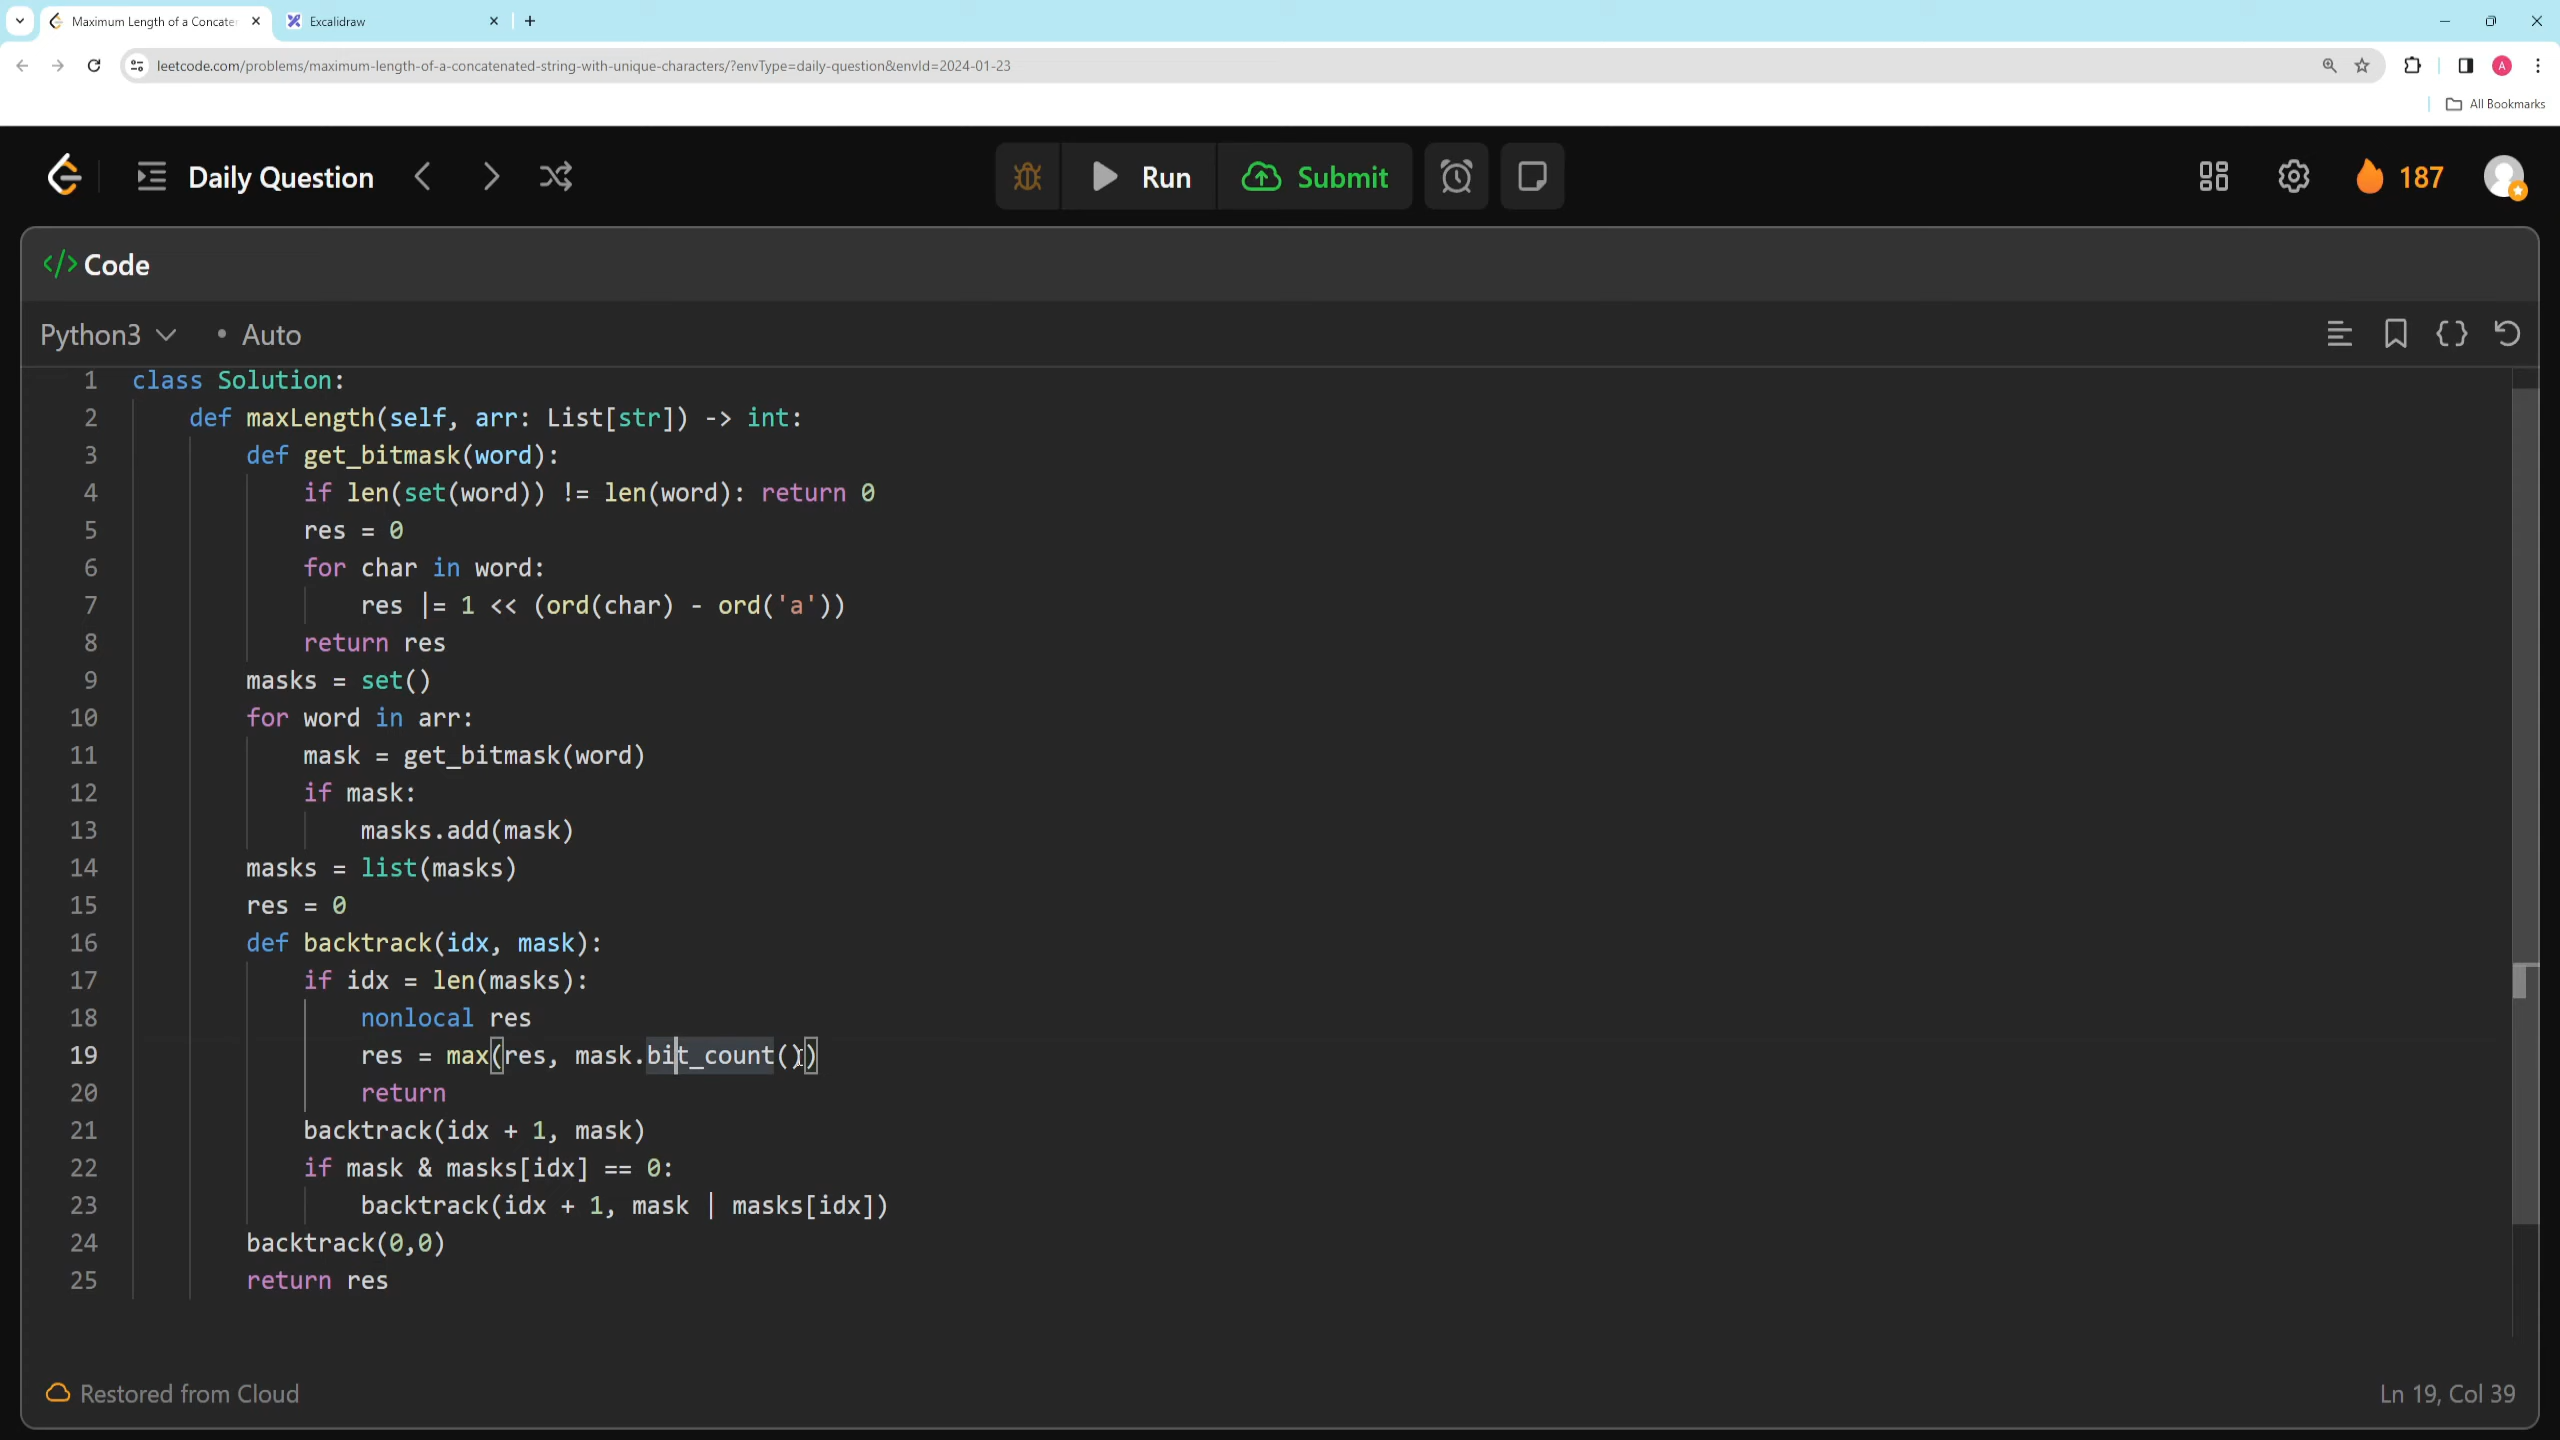 Maximum Length of a Concate
Excalidraw
leetcode.com/problems/maximum-length-of-a-concatenated-string-with-unique-characters/?envType=daily-question&envId=2024-01-23
A
All Bookmarks
Daily Question
Run
Submit
187
</> Code
Python3
• Auto
1 class Solution:
2 def maxLength(self, arr: List[str]) -> int:
3 def get_bitmask(word):
4 if len(set(word)) != len(word): return 0
5 res = 0
6 for char in word:
7 res |= 1 << (ord(char) - ord('a'))
8 return res
9 masks = set()
10 for word in arr:
11 mask = get_bitmask(word)
12 if mask:
13 masks.add(mask)
14 masks = list(masks)
15 res = 0
16 def backtrack(idx, mask):
17 if idx = len(masks):
18 nonlocal res
19 res = max(res, mask.bit_count())
20 return
21 backtrack(idx + 1, mask)
22 if mask & masks[idx] == 0:
23 backtrack(idx + 1, mask | masks[idx])
24 backtrack(0,0)
25 return res
Restored from Cloud
Ln 19, Col 39